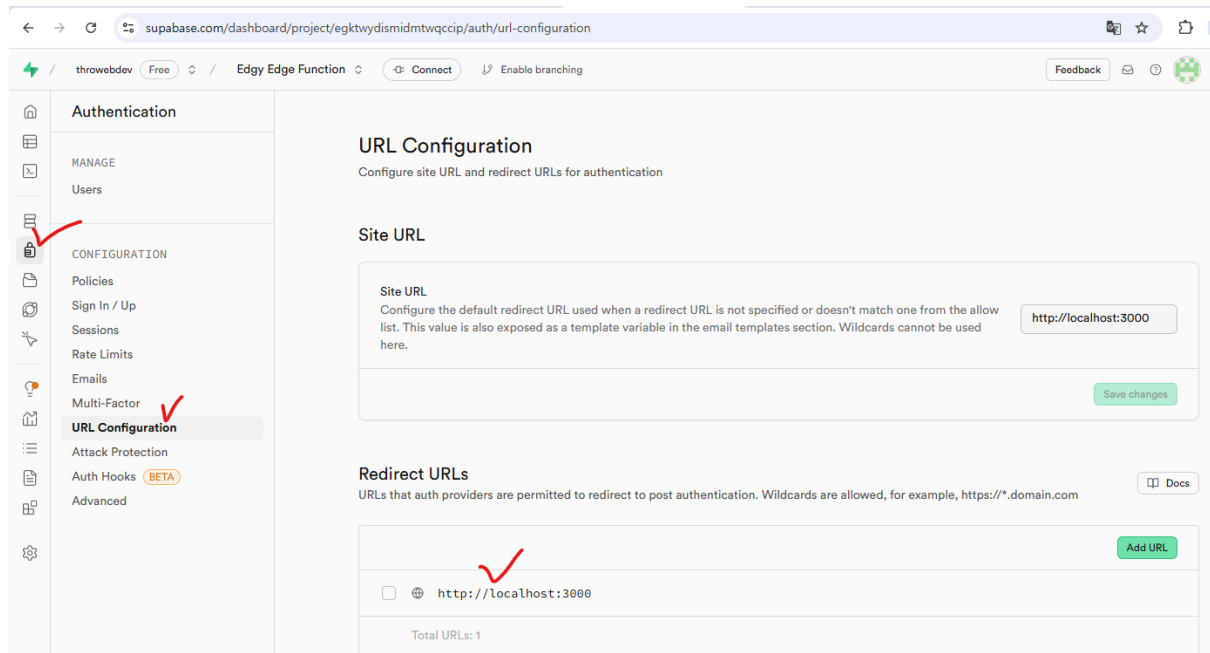 supabase.com/dashboard/project/egktwydismidmtwqccip/auth/url-configuration
/ throwebdev Free / Edgy Edge Function Connect Enable branching Feedback
Authentication
MANAGE
Users
CONFIGURATION
Policies
Sign In / Up
Sessions
Rate Limits
Emails
Multi-Factor
URL Configuration
Attack Protection
Auth Hooks BETA
Advanced
URL Configuration
Configure site URL and redirect URLs for authentication
Site URL
Site URL
Configure the default redirect URL used when a redirect URL is not specified or doesn't match one from the allow
list. This value is also exposed as a template variable in the email templates section. Wildcards cannot be used
here.
http://localhost:3000
Save changes
Redirect URLs
URLs that auth providers are permitted to redirect to post authentication. Wildcards are allowed, for example, https://*.domain.com
Docs
Add URL
http://localhost:3000
Total URLs: 1